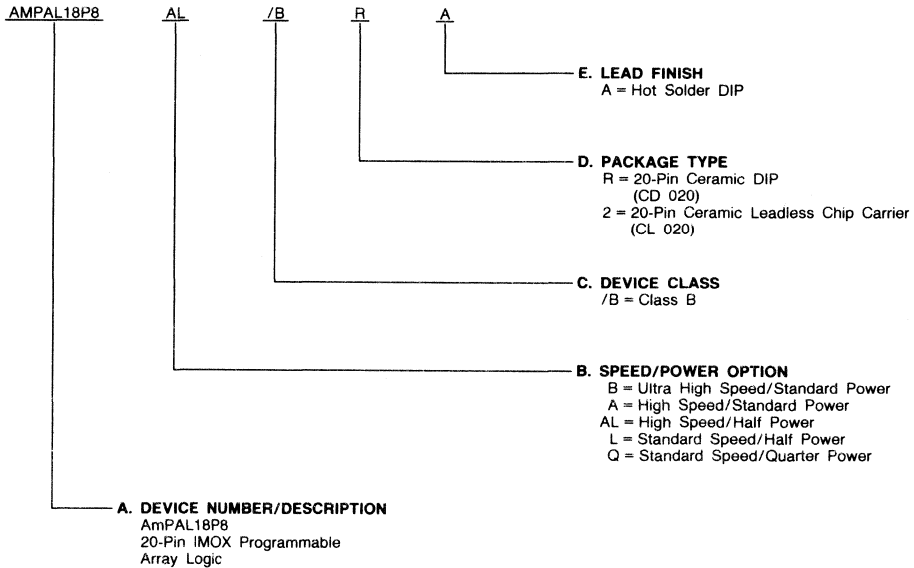 AMPAL18P8 AL /B R A
E. LEAD FINISH
A = Hot Solder DIP
D. PACKAGE TYPE
R = 20-Pin Ceramic DIP
(CD 020)
2 = 20-Pin Ceramic Leadless Chip Carrier
(CL 020)
C. DEVICE CLASS
/B = Class B
B. SPEED/POWER OPTION
B = Ultra High Speed/Standard Power
A = High Speed/Standard Power
AL = High Speed/Half Power
L = Standard Speed/Half Power
Q = Standard Speed/Quarter Power
A. DEVICE NUMBER/DESCRIPTION
AmPAL18P8
20-Pin IMOX Programmable
Array Logic